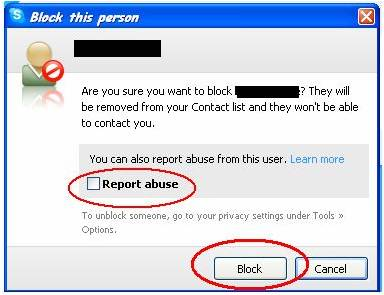 Block this person
Are you sure you want to block ? They will
be removed from your Contact list and they won't be able
to contact you.
You can also report abuse from this user. Learn more
Report abuse
To unblock someone, go to your privacy settings under Tools »
Options.
Block Cancel